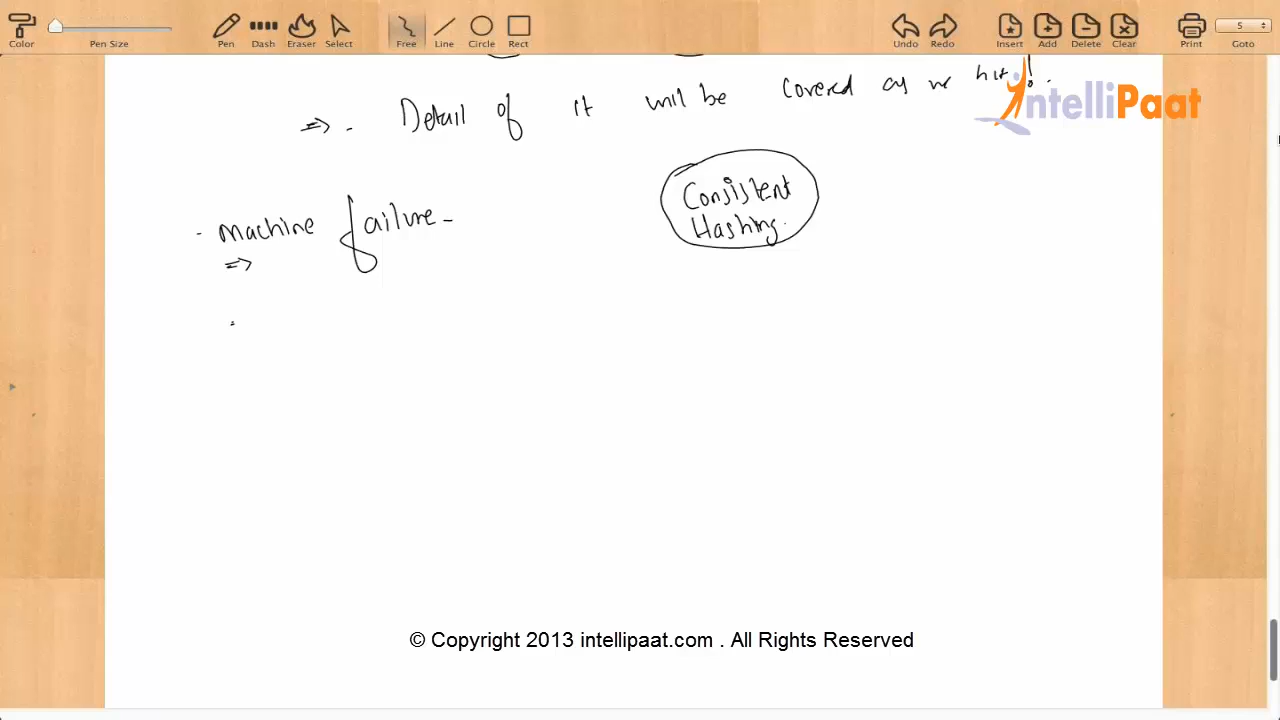 Color
Pen Size
Pen
Dash
Eraser
Select
Free
Line
Circle
Rect
Undo
Redo
Insert
Add
Delete
Clear
Print
5
Goto
⇒ . Detail of it will be covered as we hit !.
intelliPaat
Consistent
Hashing.
. Machine failure -
⇒
© Copyright 2013 intellipaat.com . All Rights Reserved